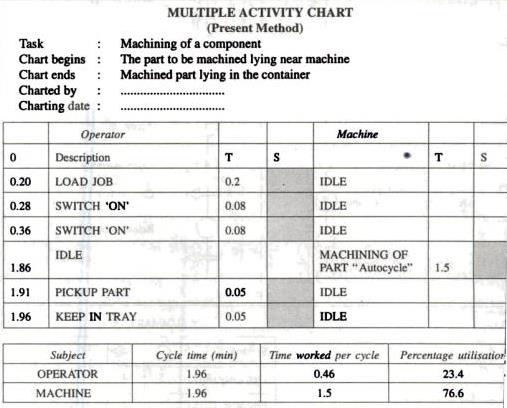 MULTIPLE ACTIVITY CHART
(Present Method)
Task : Machining of a component
Chart begins : The part to be machined lying near machine
Chart ends : Machined part lying in the container
Charted by : ................................
Charting date : ................................
Operator Machine
0 Description T S T S
0.20 LOAD JOB 0.2 IDLE
0.28 SWITCH 'ON' 0.08 IDLE
0.36 SWITCH 'ON' 0.08 IDLE
IDLE MACHINING OF
1.86 PART "Autocycle" 1.5
1.91 PICKUP PART 0.05 IDLE
1.96 KEEP IN TRAY 0.05 IDLE
Subject Cycle time (min) Time worked per cycle Percentage utilisation
OPERATOR 1.96 0.46 23.4
MACHINE 1.96 1.5 76.6